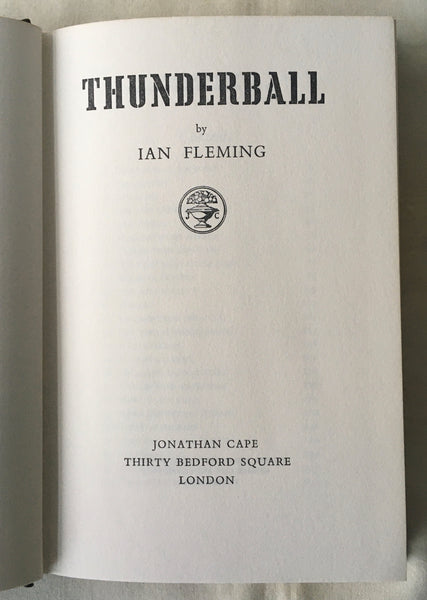 THUNDERBALL
by
IAN FLEMING
J C
JONATHAN CAPE
THIRTY BEDFORD SQUARE
LONDON